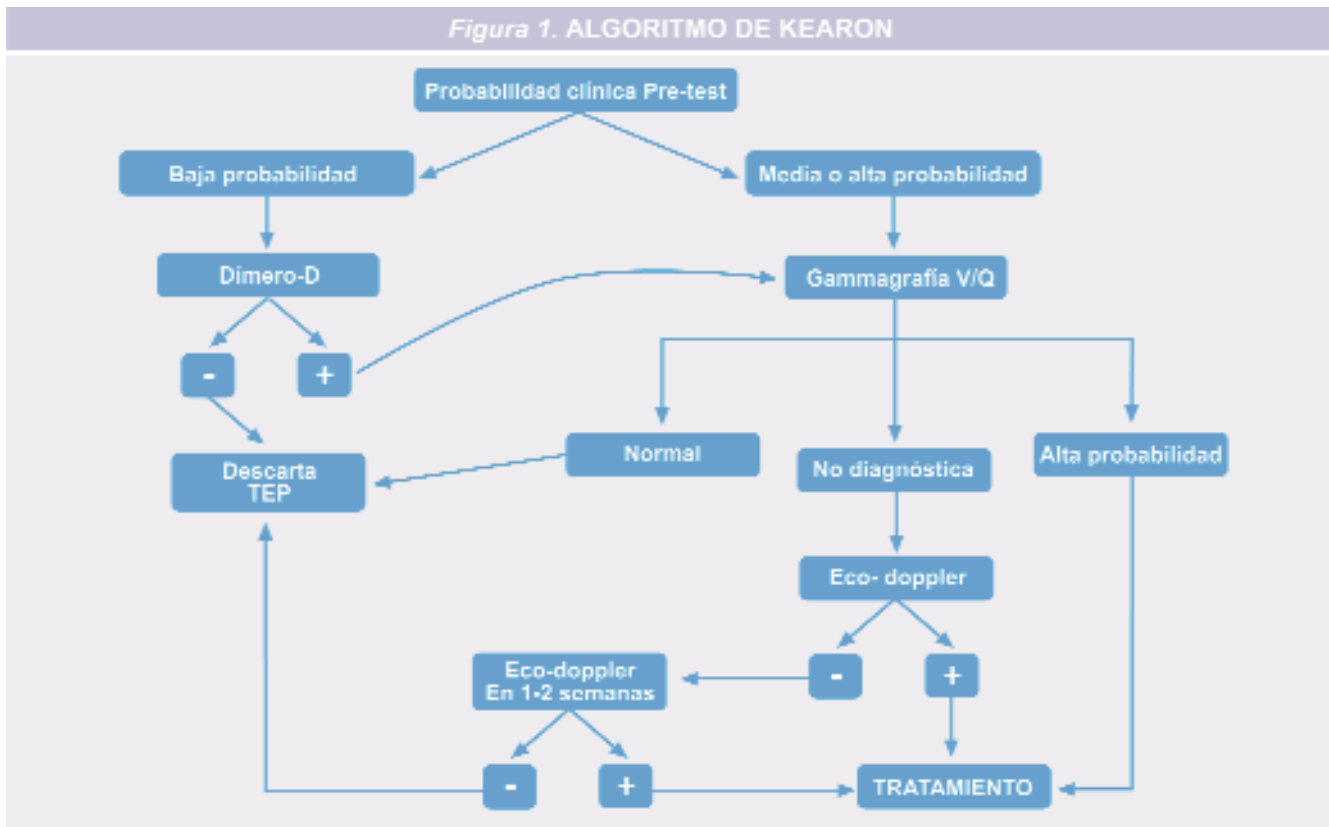 Figura 1. ALGORITMO DE KEARON
Probabilidad clínica Pre-test
Baja probabilidad
Media o alta probabilidad
Dímero-D
Gammagrafía V/Q
-
+
Normal
Alta probabilidad
Descarta
TEP
No diagnóstica
Eco- doppler
Eco-doppler
En 1-2 semanas
-
+
-
+
TRATAMIENTO